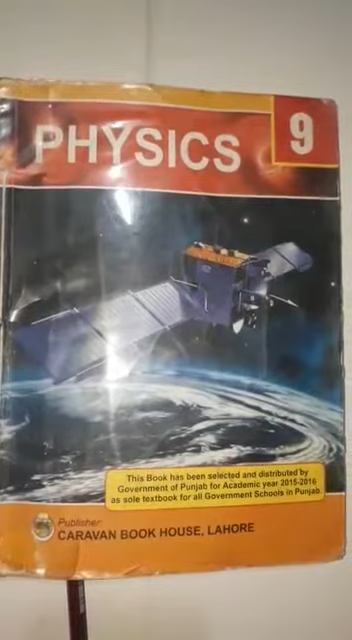 PHYSICS 9
This Book has been selected and distributed by
Government of Punjab for Academic year 2015-2016
as sole textbook for all Government Schools in Punjab.
Publisher:
CARAVAN BOOK HOUSE, LAHORE